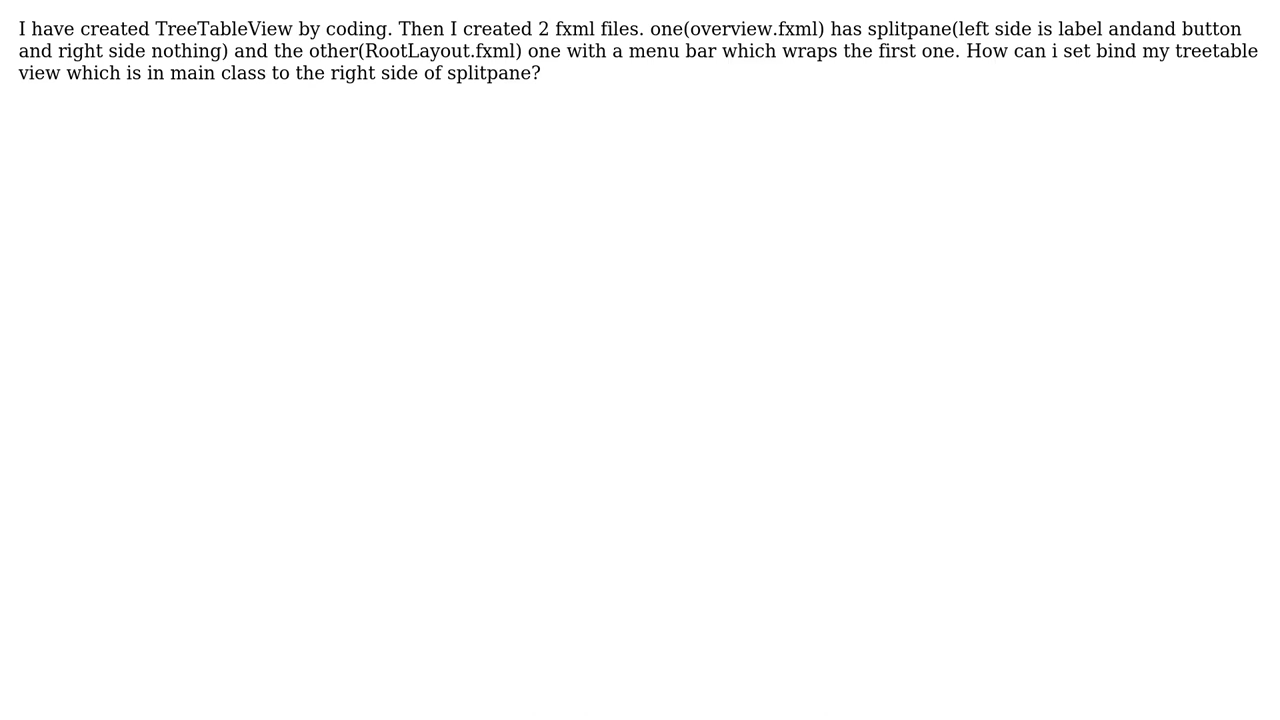 I have created TreeTableView by coding. Then I created 2 fxml files. one(overview.fxml) has splitpane(left side is label andand button
and right side nothing) and the other(RootLayout.fxml) one with a menu bar which wraps the first one. How can i set bind my treetable
view which is in main class to the right side of splitpane?